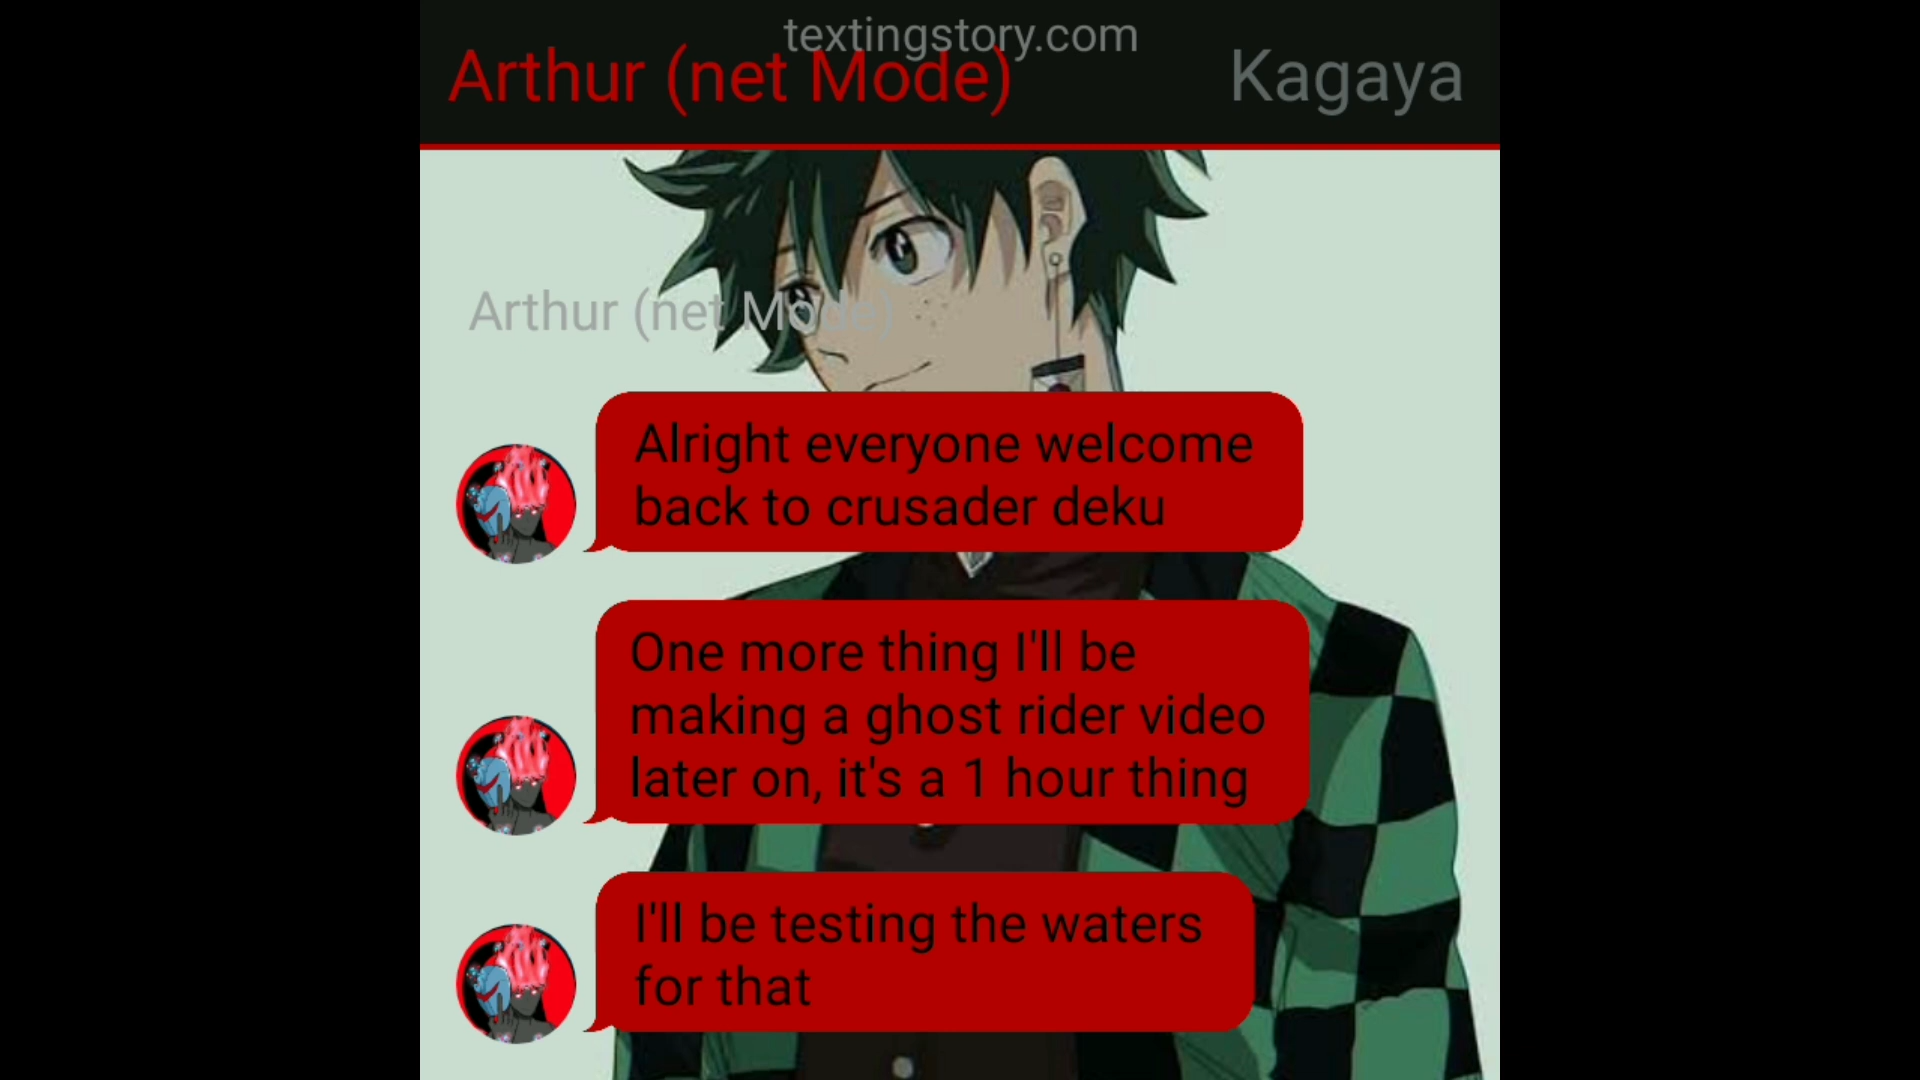 textingstory.com
Arthur (net Mode)
Kagaya
Arthur (net Mode)
Alright everyone welcome
back to crusader deku
One more thing I'll be
making a ghost rider video
later on, it's a 1 hour thing
I'll be testing the waters
for that